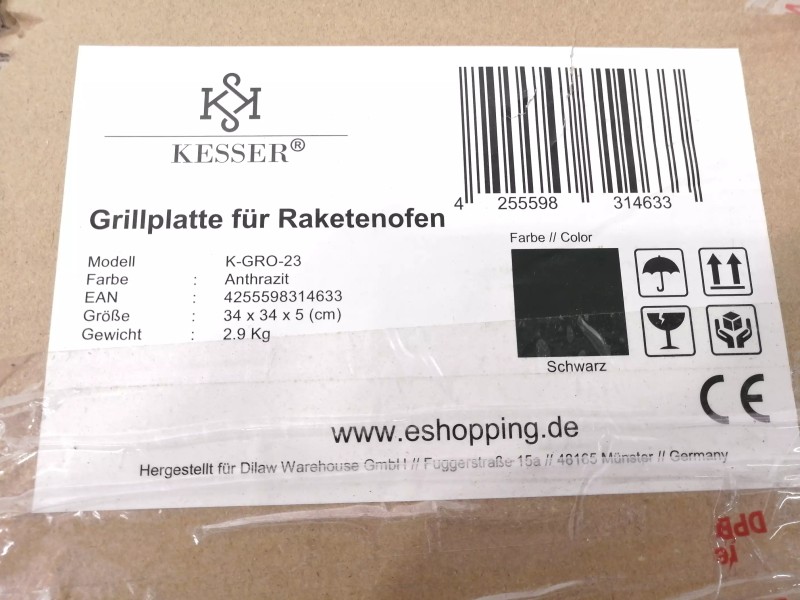 KESSER®
4 255598 314633
Grillplatte für Raketenofen
Modell K-GRO-23
Farbe : Anthrazit
EAN : 4255598314633
Größe : 34 x 34 x 5 (cm)
Gewicht : 2.9 Kg
Farbe // Color
Schwarz
CE
www.eshopping.de
Hergestellt für Dilaw Warehouse GmbH // Fuggerstraße 15a // 48165 Münster // Germany
DPD